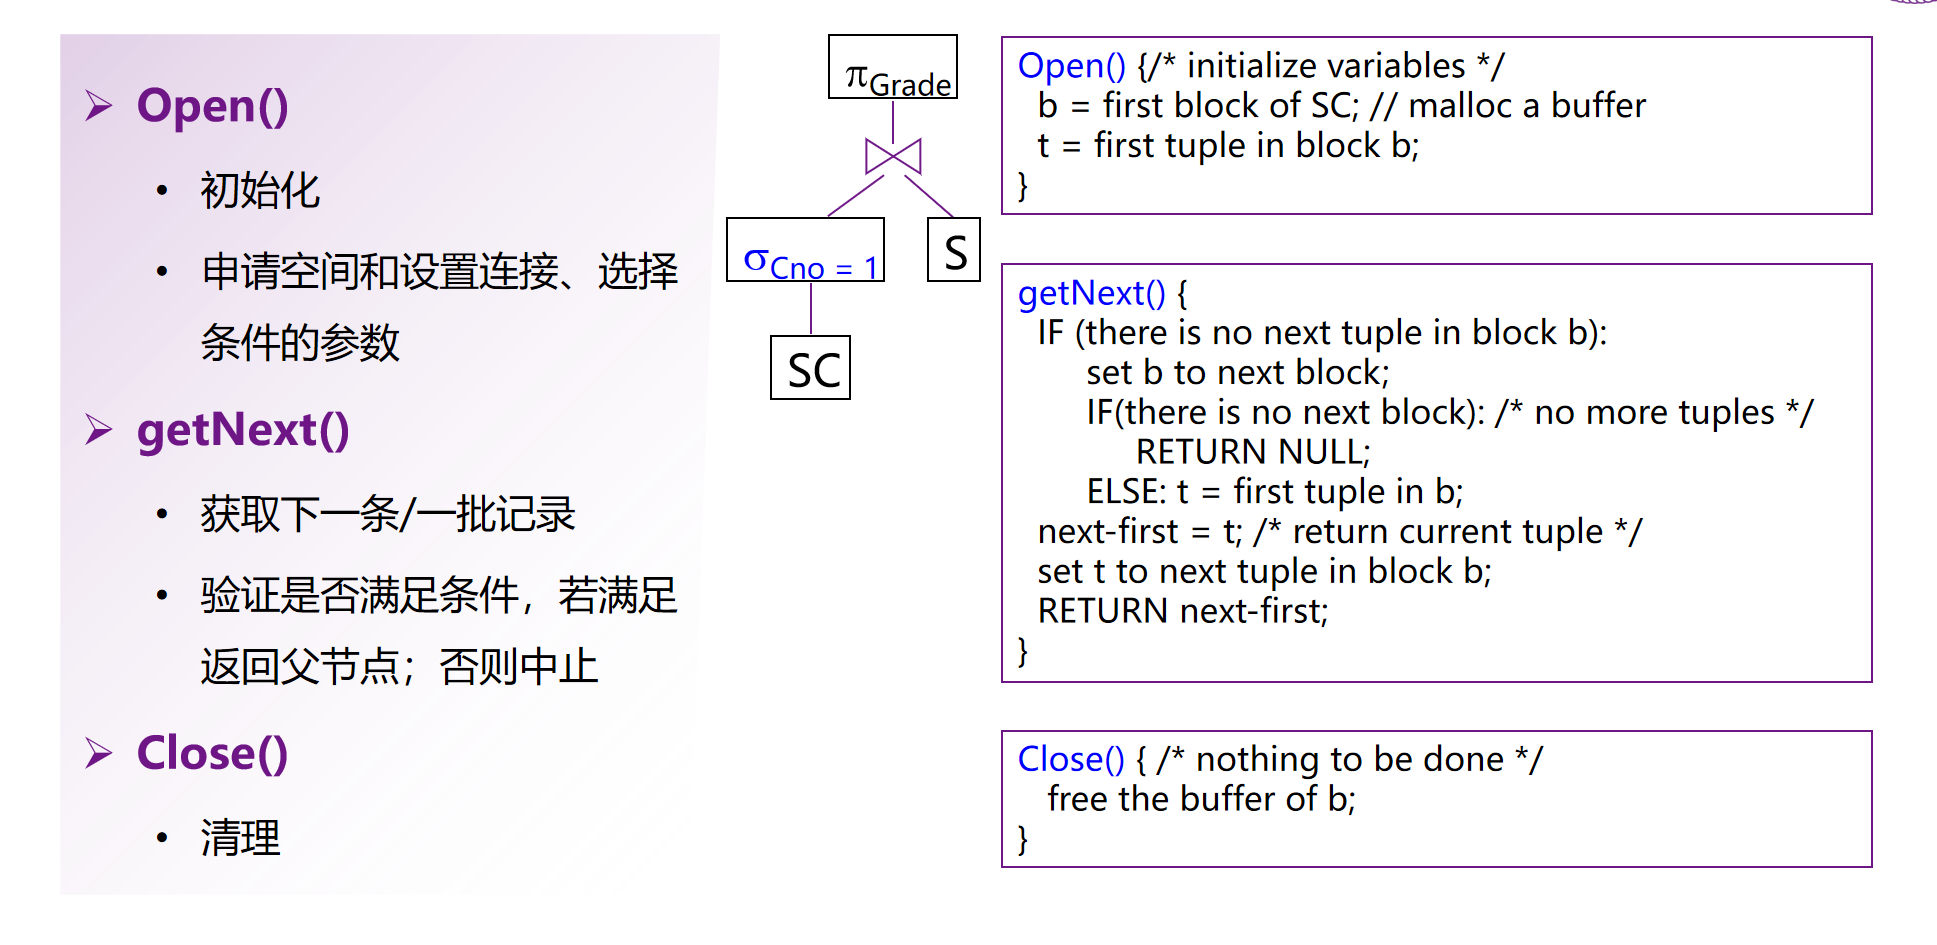 Open()
初始化
申请空间和设置连接、选择
条件的参数
getNext()
获取下一条/一批记录
验证是否满足条件，若满足
返回父节点；否则中止
Close()
清理
πGrade
σCno = 1
S
SC
Open() {/* initialize variables */
b = first block of SC; // malloc a buffer
t = first tuple in block b;
}
getNext() {
IF (there is no next tuple in block b):
set b to next block;
IF(there is no next block): /* no more tuples */
RETURN NULL;
ELSE: t = first tuple in b;
next-first = t; /* return current tuple */
set t to next tuple in block b;
RETURN next-first;
}
Close() { /* nothing to be done */
free the buffer of b;
}